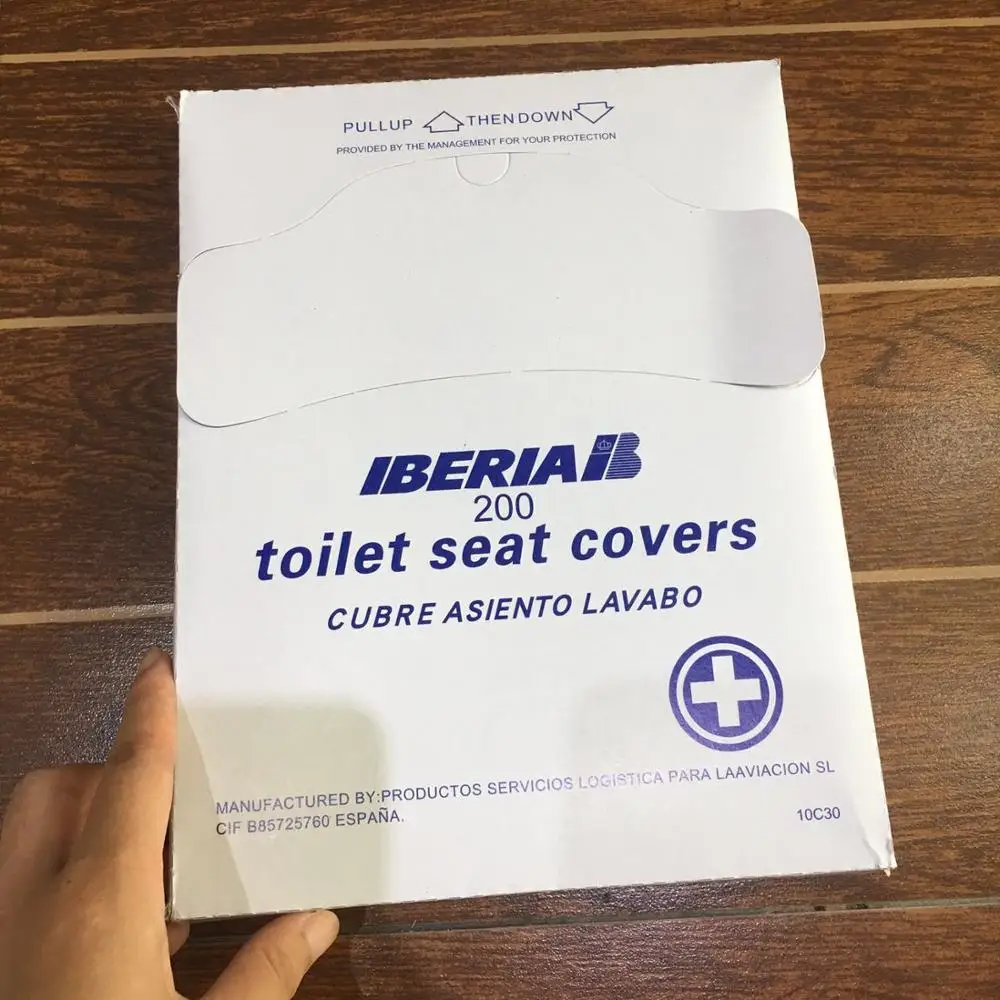 PULLUP THENDOWN
PROVIDED BY THE MANAGEMENT FOR YOUR PROTECTION
IBERIA IB
200
toilet seat covers
CUBRE ASIENTO LAVABO
MANUFACTURED BY:PRODUCTOS SERVICIOS LOGISTICA PARA LAAVIACION SL
CIF B85725760 ESPAÑA.
10C30